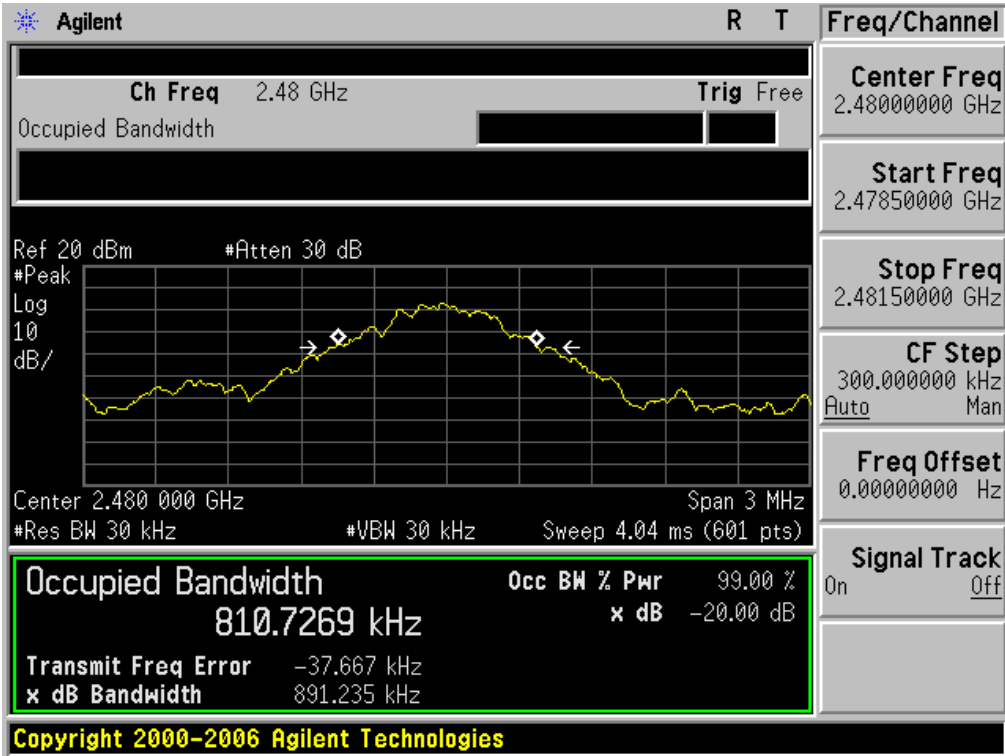 Agilent R T Freq/Channel
Ch Freq 2.48 GHz Trig Free
Occupied Bandwidth
Center Freq
2.48000000 GHz
Start Freq
2.47850000 GHz
Stop Freq
2.48150000 GHz
CF Step
300.000000 kHz
Auto Man
Freq Offset
0.00000000 Hz
Signal Track
On Off
Ref 20 dBm #Atten 30 dB
#Peak
Log
10
dB/
Center 2.480 000 GHz Span 3 MHz
#Res BW 30 kHz #VBW 30 kHz Sweep 4.04 ms (601 pts)
Occupied Bandwidth Occ BW % Pwr 99.00 %
810.7269 kHz x dB -20.00 dB
Transmit Freq Error -37.667 kHz
x dB Bandwidth 891.235 kHz
Copyright 2000-2006 Agilent Technologies